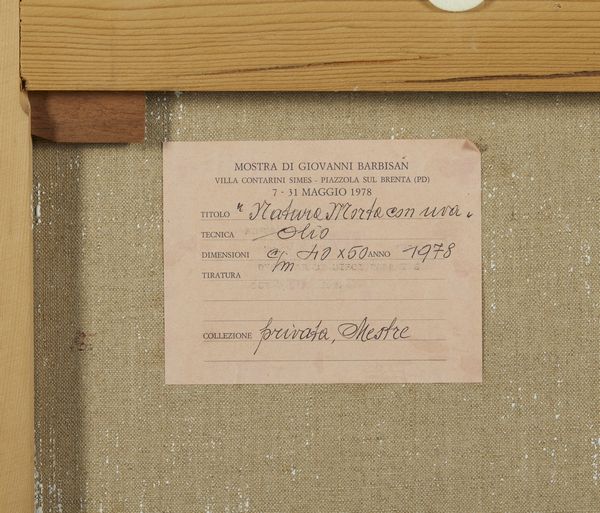 MOSTRA DI GIOVANNI BARBISAN
VILLA CONTARINI SIMES - PIAZZOLA SUL BRENTA (PD)
7 - 31 MAGGIO 1978
TITOLO "Natura Morta con uva"
TECNICA Olio
DIMENSIONI c/m 40 x 50 ANNO 1978
TIRATURA
COLLEZIONE privata, Mestre